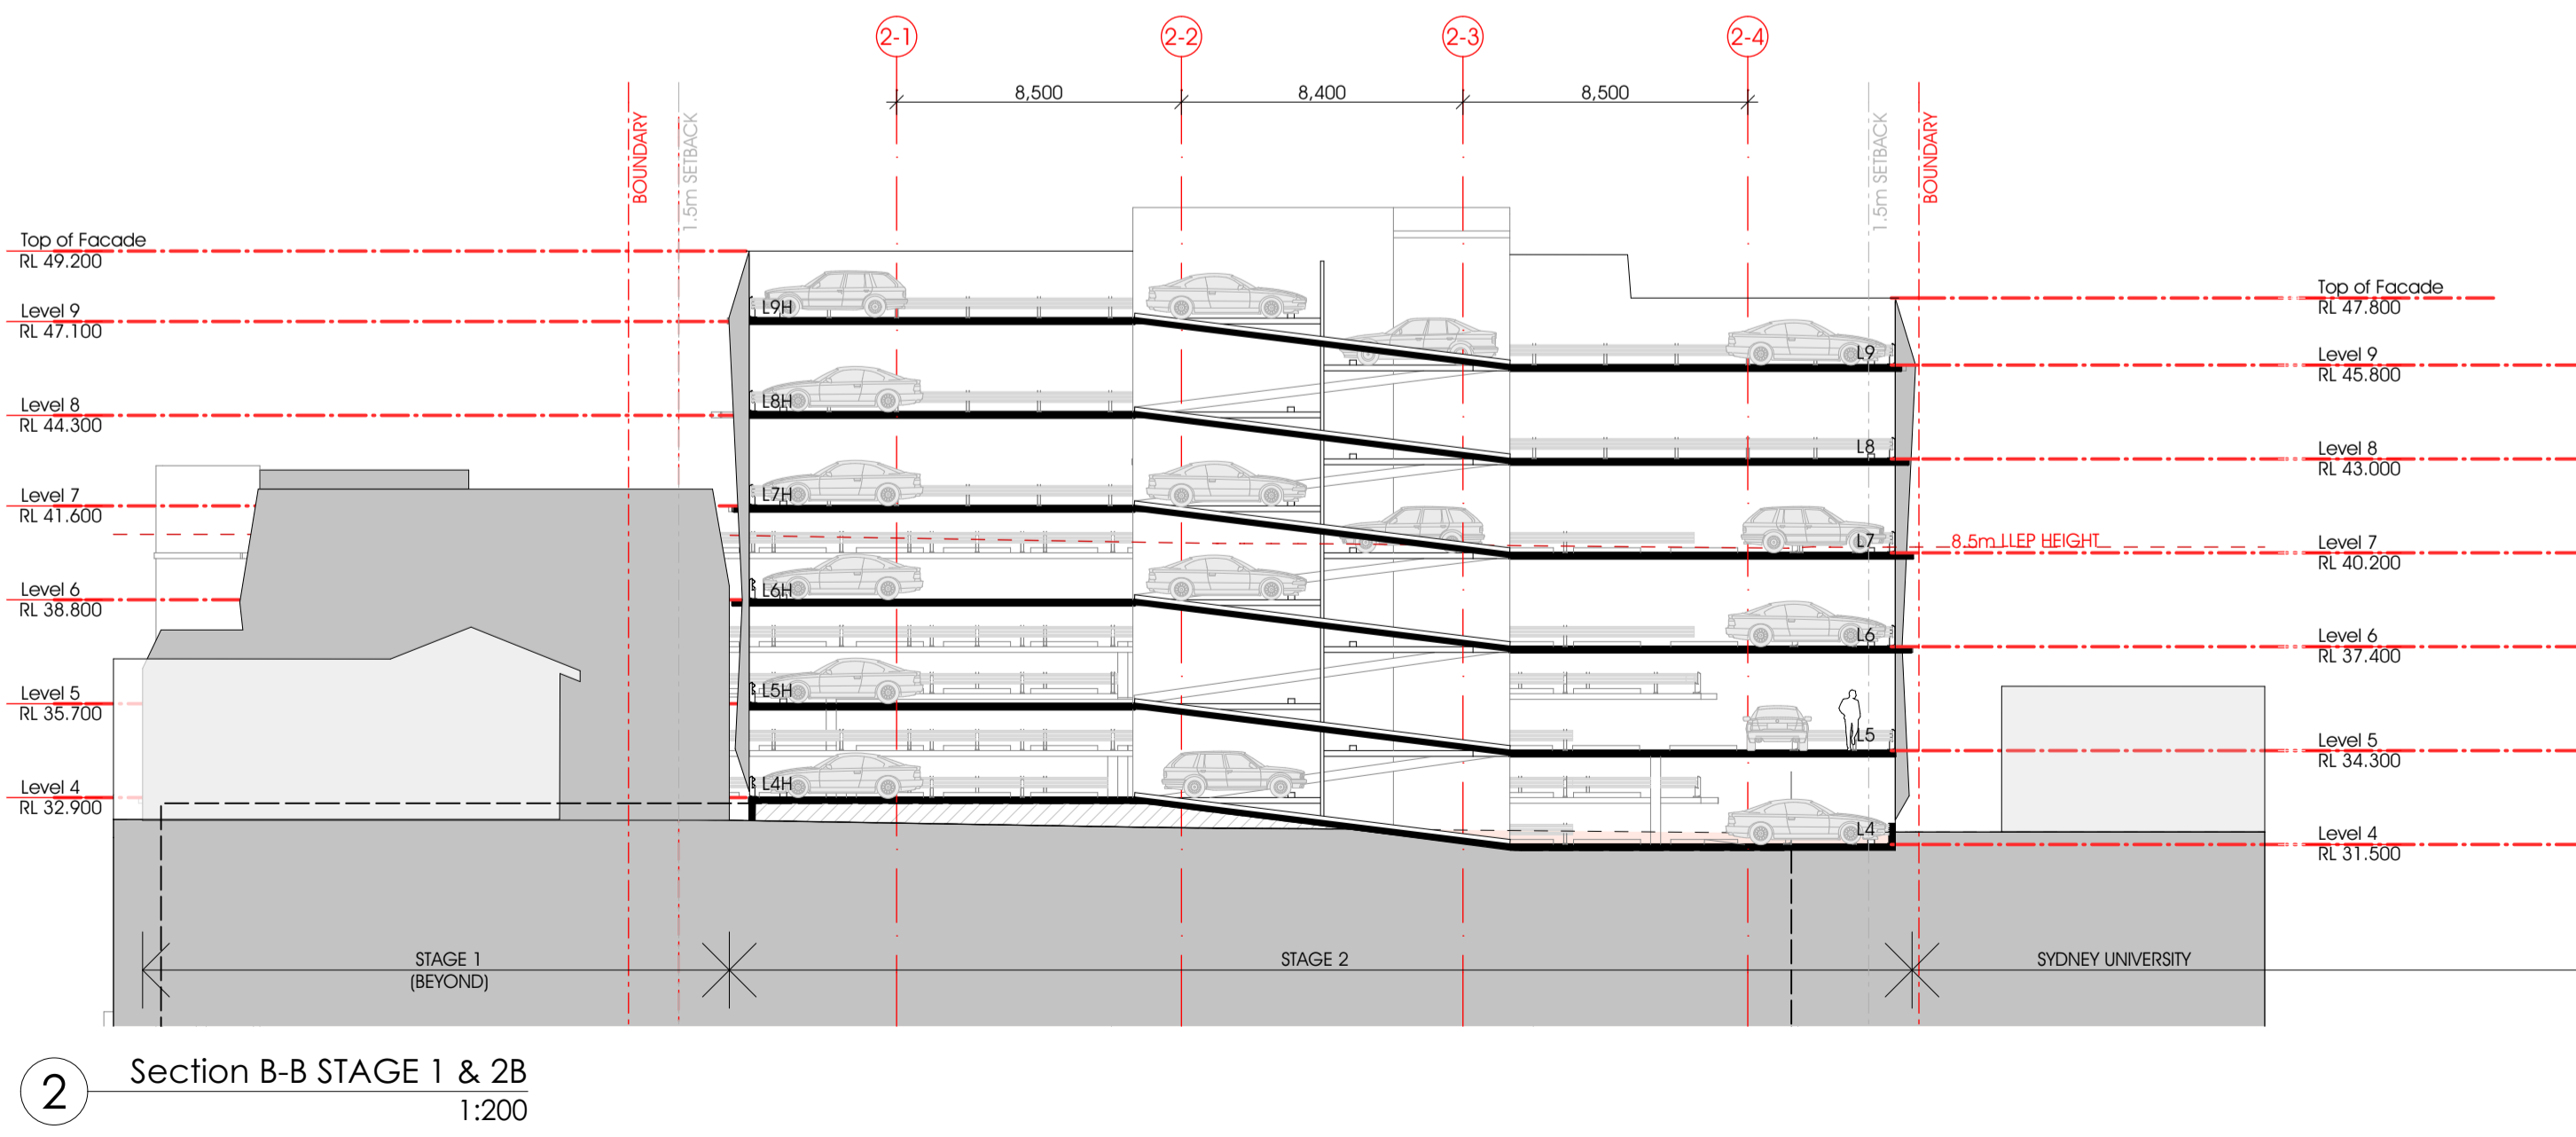 2-1
2-2
2-3
2-4
8,500
8,400
8,500
BOUNDARY
1.5m SETBACK
1.5m SETBACK
BOUNDARY
Top of Facade
RL 49.200
Level 9
RL 47.100
Level 8
RL 44.300
Level 7
RL 41.600
Level 6
RL 38.800
Level 5
RL 35.700
Level 4
RL 32.900
L9H
L8H
L7H
L6H
L5H
L4H
L9
L8
L7
L6
L5
L4
8.5m LLEP HEIGHT
Top of Facade
RL 47.800
Level 9
RL 45.800
Level 8
RL 43.000
Level 7
RL 40.200
Level 6
RL 37.400
Level 5
RL 34.300
Level 4
RL 31.500
STAGE 1
(BEYOND)
STAGE 2
SYDNEY UNIVERSITY
2
Section B-B STAGE 1 & 2B
1:200